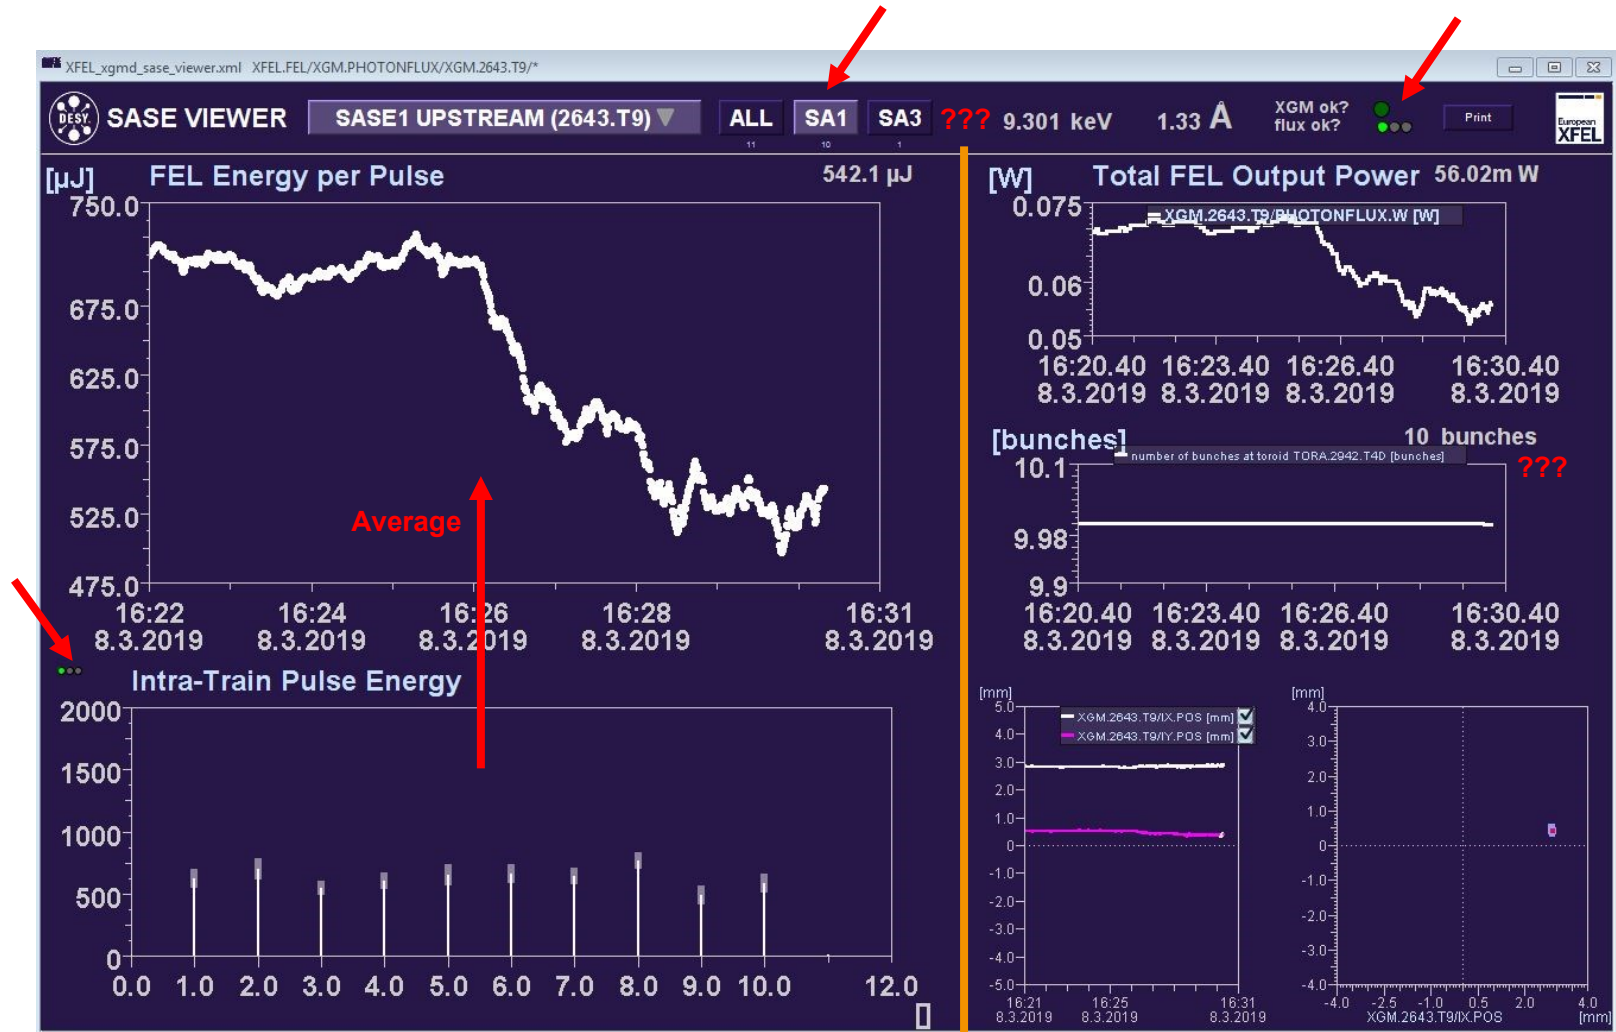 XFEL_xgmd_sase_viewer.xml XFEL.FEL/XGM.PHOTONFLUX/XGM.2643.T9/*
DESY.
SASE VIEWER
SASE1 UPSTREAM (2643.T9)
ALL
SA1
SA3
11
10
1
???
9.301 keV
1.33 Å
XGM ok?
flux ok?
Print
European
XFEL
[µJ]
FEL Energy per Pulse
542.1 µJ
750.0
675.0
625.0
575.0
525.0
475.0
Average
16:22 16:24 16:26 16:28 16:31
8.3.2019 8.3.2019 8.3.2019 8.3.2019 8.3.2019
Intra-Train Pulse Energy
2000
1500
1000
500
0
0.0 1.0 2.0 3.0 4.0 5.0 6.0 7.0 8.0 9.0 10.0 12.0
[W]
Total FEL Output Power
56.02m W
XGM.2643.T9/PHOTONFLUX.W [W]
0.075
0.06
0.05
16:20.40 16:23.40 16:26.40 16:30.40
8.3.2019 8.3.2019 8.3.2019 8.3.2019
[bunches]
10 bunches
number of bunches at toroid TORA.2942.T4D [bunches]
???
10.1
9.98
9.9
16:20.40 16:23.40 16:26.40 16:30.40
8.3.2019 8.3.2019 8.3.2019 8.3.2019
[mm]
XGM.2643.T9/IX.POS [mm]
XGM.2643.T9/IY.POS [mm]
5.0
4.0
3.0
2.0
1.0
0
-1.0
-2.0
-3.0
-4.0
-5.0
16:21 16:25 16:31
8.3.2019 8.3.2019 8.3.2019
[mm]
4.0
3.0
2.0
1.0
0
-1.0
-2.0
-3.0
-4.0
-4.0 -2.5 -1.0 0.5 2.0 4.0
XGM.2643.T9/IX.POS
[mm]